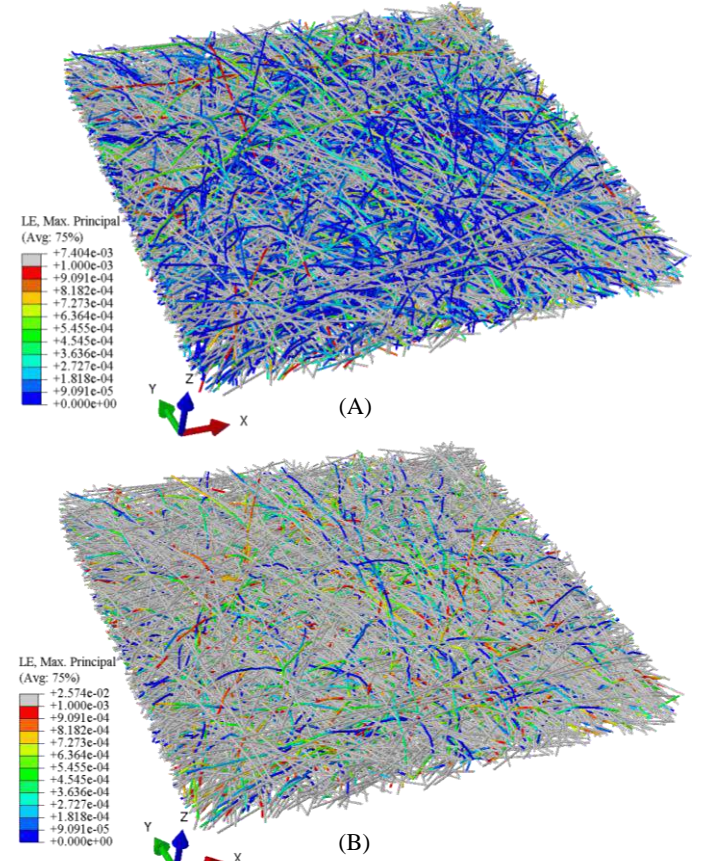 LE, Max. Principal
(Avg: 75%)
+7.404e-03
+1.000e-03
+9.091e-04
+8.182e-04
+7.273e-04
+6.364e-04
+5.455e-04
+4.545e-04
+3.636e-04
+2.727e-04
+1.818e-04
+9.091e-05
+0.000e+00
Y Z X
(A)
LE, Max. Principal
(Avg: 75%)
+2.574e-02
+1.000e-03
+9.091e-04
+8.182e-04
+7.273e-04
+6.364e-04
+5.455e-04
+4.545e-04
+3.636e-04
+2.727e-04
+1.818e-04
+9.091e-05
+0.000e+00
Y Z X
(B)